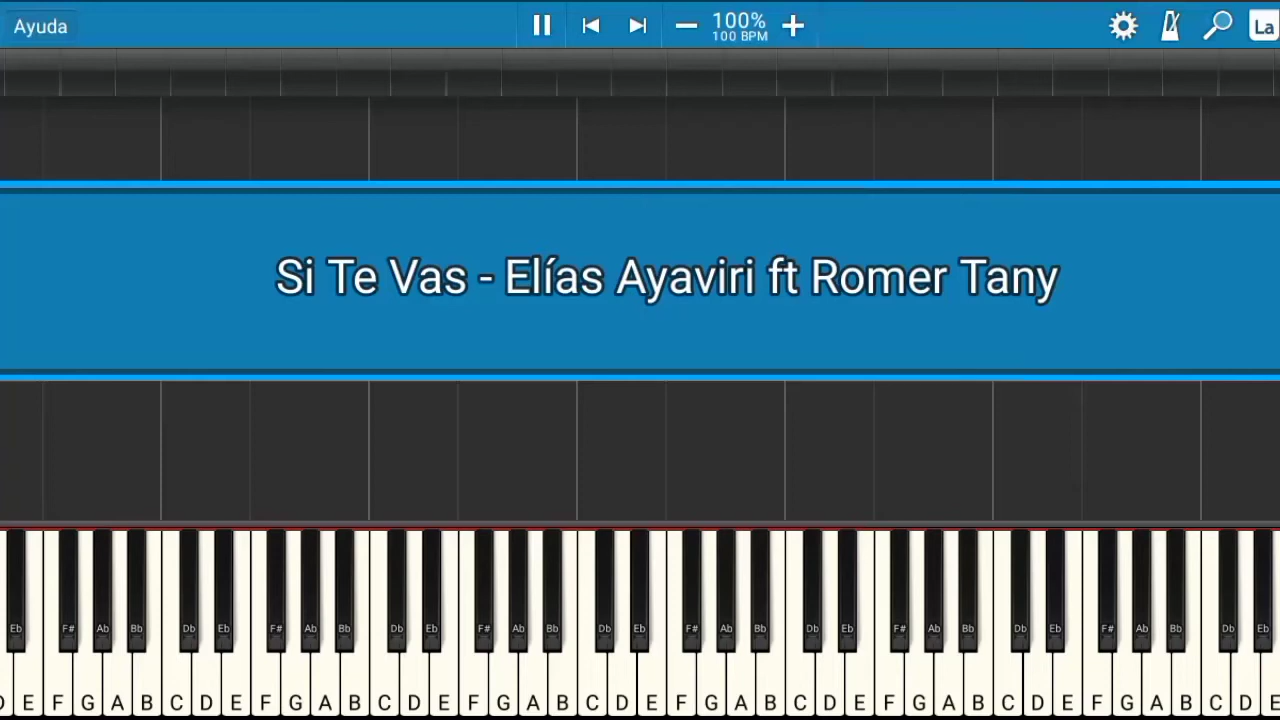 Ayuda
100%
100 BPM
La
Si Te Vas - Elías Ayaviri ft Romer Tany
Eb F# Ab Bb Db Eb F# Ab Bb Db Eb F# Ab Bb Db Eb F# Ab Bb Db Eb F# Ab Bb Db Eb F# Ab Bb Db Eb
D E F G A B C D E F G A B C D E F G A B C D E F G A B C D E F G A B C D E F G A B C D E